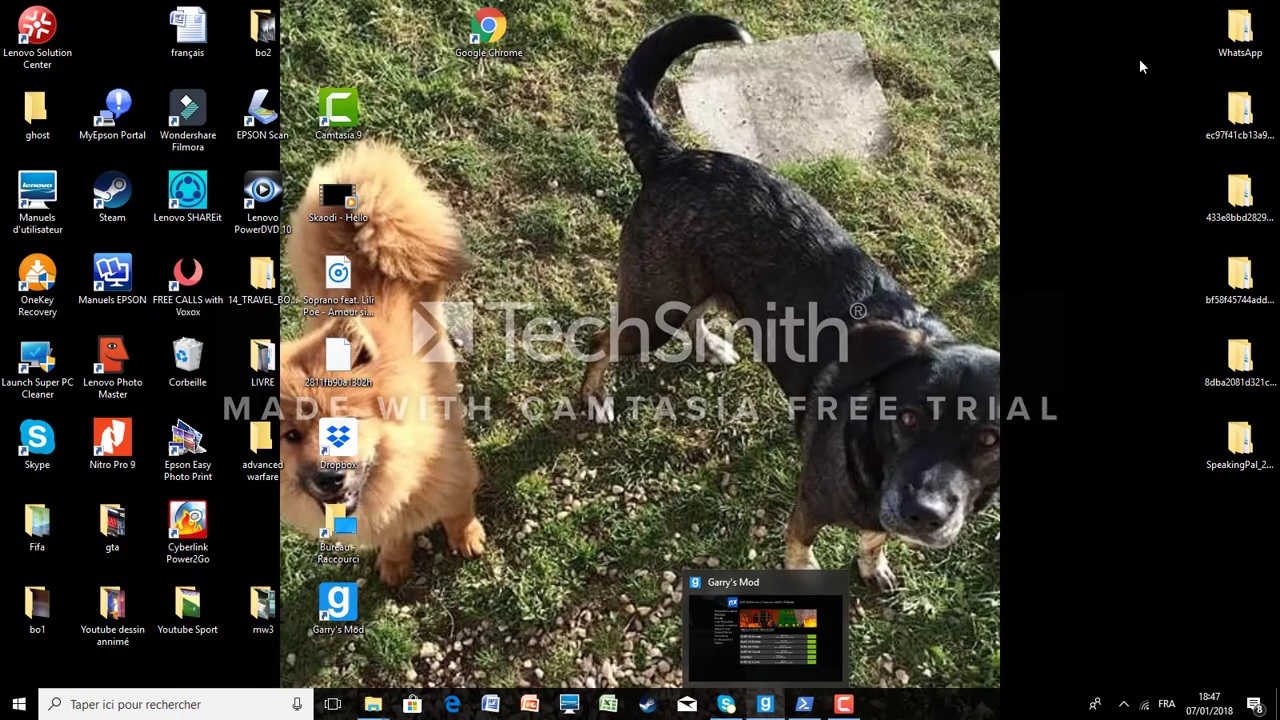 Lenovo Solution
Center
français
bo2
Google Chrome
WhatsApp
ghost
MyEpson Portal
Wondershare
Filmora
EPSON Scan
Camtasia 9
ec97f41cb13a9...
Manuels
d'utilisateur
Steam
Lenovo SHAREit
Lenovo
PowerDVD 10
Skaodi - Hello
433e8bbd2829...
OneKey
Recovery
Manuels EPSON
FREE CALLS with
Voxox
14_TRAVEL_BO...
Soprano feat. Lili
Poe - Amour si...
bf58f45744add...
TechSmith®
MADE WITH CAMTASIA FREE TRIAL
Launch Super PC
Cleaner
Lenovo Photo
Master
Corbeille
LIVRE
2811fb90a1302h
8dba2081d321c...
Skype
Nitro Pro 9
Epson Easy
Photo Print
advanced
warfare
Dropbox
SpeakingPal_2...
Fifa
gta
Cyberlink
Power2Go
Bureau -
Raccourci
bon
Youtube dessin
animé
Youtube Sport
mw3
Garry's Mod
Garry's Mod
Taper ici pour rechercher
FRA
18:47
07/01/2018
8